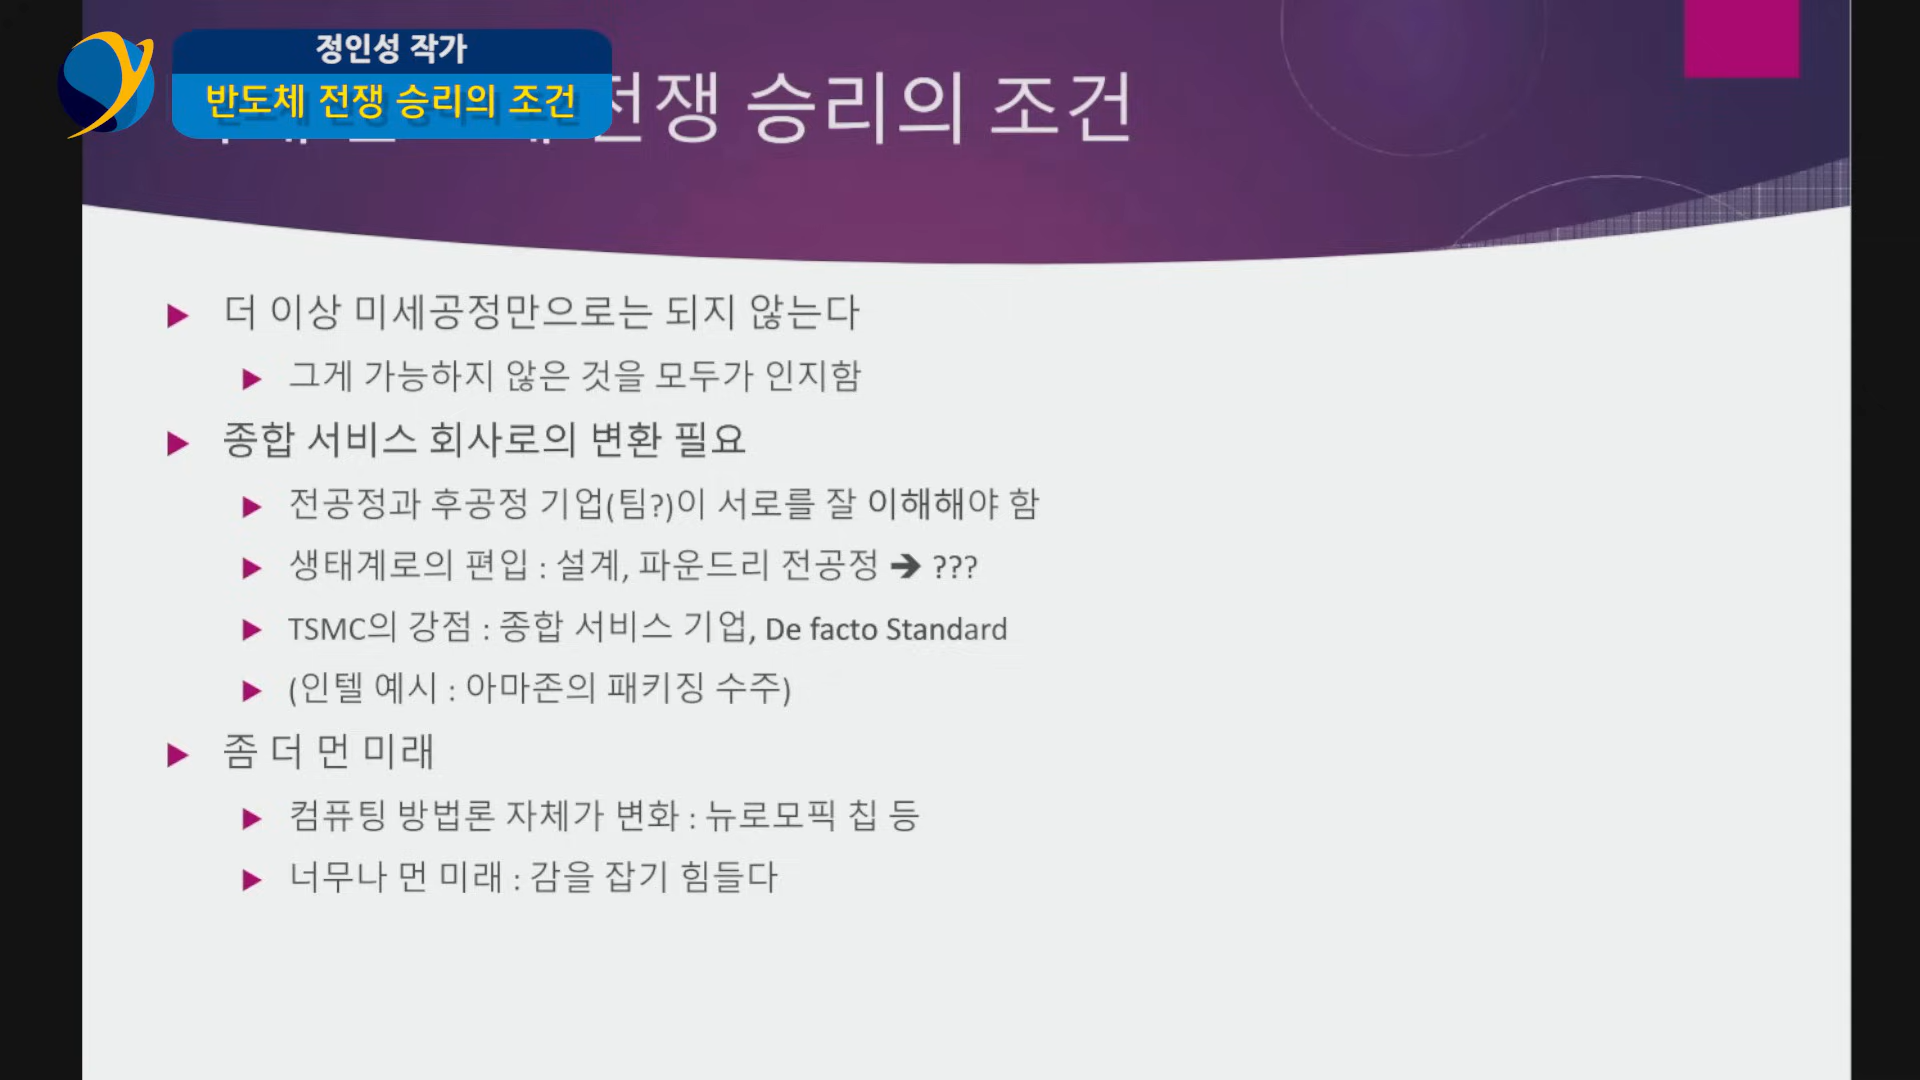 정인성 작가
반도체 전쟁 승리의 조건
전쟁 승리의 조건
더 이상 미세공정만으로는 되지 않는다
그게 가능하지 않은 것을 모두가 인지함
종합 서비스 회사로의 변환 필요
전공정과 후공정 기업(팀?)이 서로를 잘 이해해야 함
생태계로의 편입 : 설계, 파운드리 전공정 ➔ ???
TSMC의 강점 : 종합 서비스 기업, De facto Standard
(인텔 예시 : 아마존의 패키징 수주)
좀 더 먼 미래
컴퓨팅 방법론 자체가 변화 : 뉴로모픽 칩 등
너무나 먼 미래 : 감을 잡기 힘들다